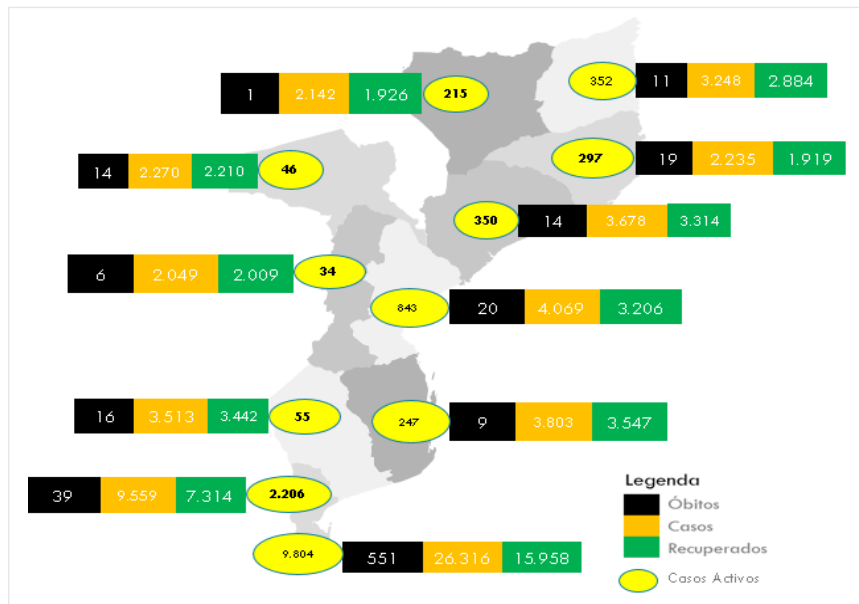 352 11 3.248 2.884
1 2.142 1.926 215
297 19 2.235 1.919
14 2.270 2.210 46
350 14 3.678 3.314
6 2.049 2.009 34
843 20 4.069 3.206
16 3.513 3.442 55
247 9 3.803 3.547
39 9.559 7.314 2.206
9.804 551 26.316 15.958
Legenda
Óbitos
Casos
Recuperados
Casos Activos